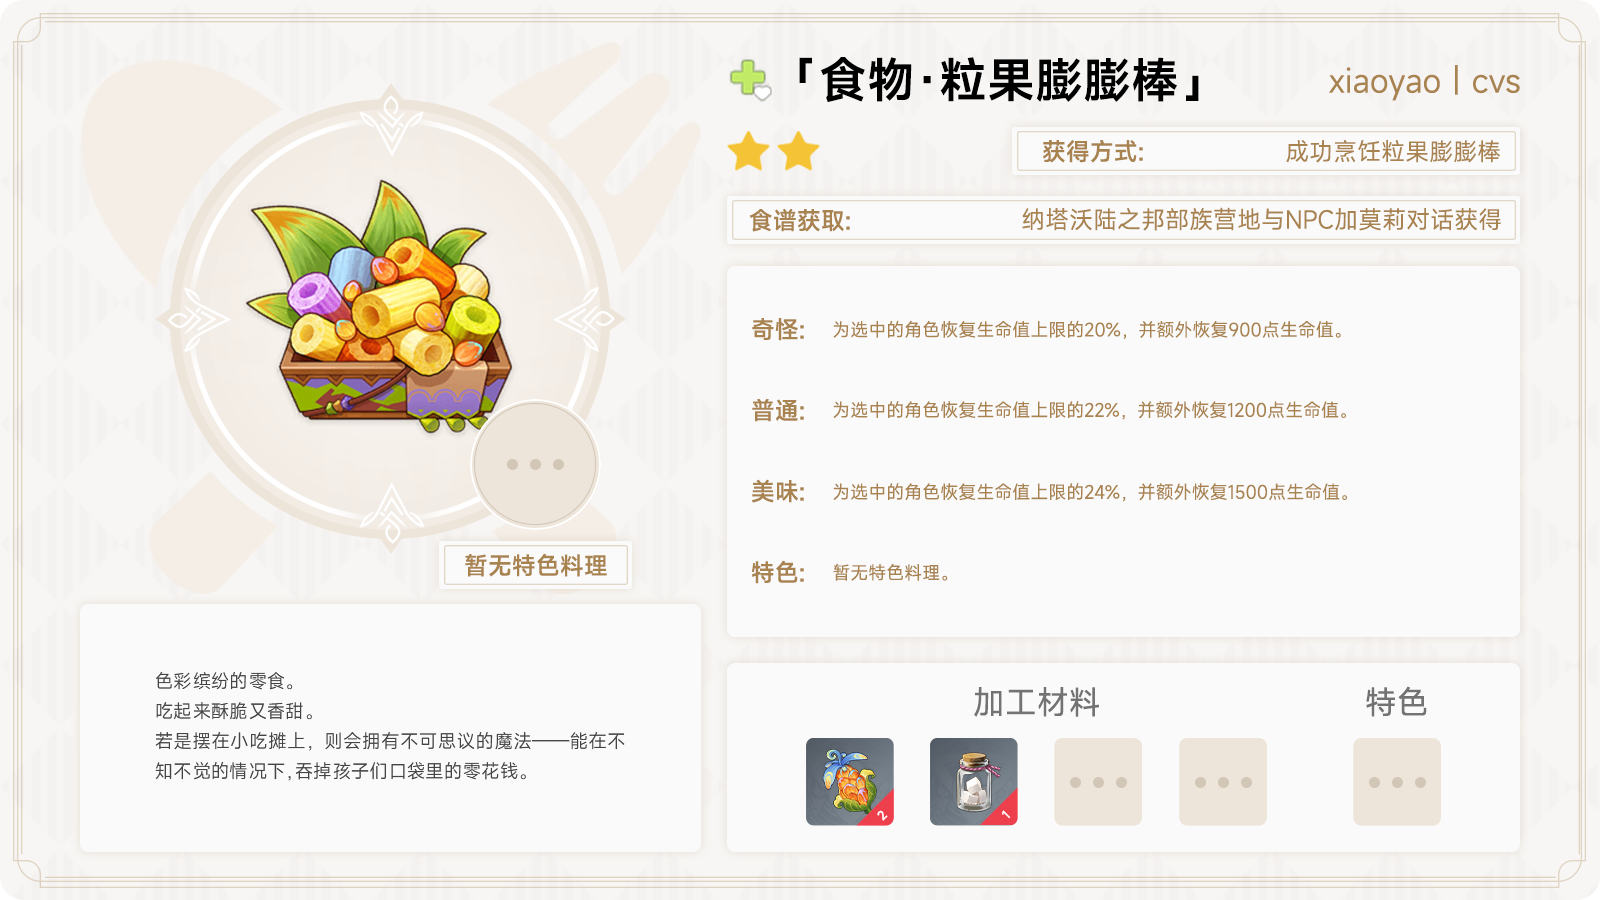 「食物·粒果膨膨棒」
xiaoyao | cvs
获得方式:
成功烹饪粒果膨膨棒
食谱获取:
纳塔沃陆之邦部族营地与NPC加莫莉对话获得
奇怪:
为选中的角色恢复生命值上限的20%，并额外恢复900点生命值。
普通:
为选中的角色恢复生命值上限的22%，并额外恢复1200点生命值。
美味:
为选中的角色恢复生命值上限的24%，并额外恢复1500点生命值。
特色:
暂无特色料理。
暂无特色料理
色彩缤纷的零食。
吃起来酥脆又香甜。
若是摆在小吃摊上，则会拥有不可思议的魔法——能在不
知不觉的情况下,吞掉孩子们口袋里的零花钱。
加工材料
特色
2
1